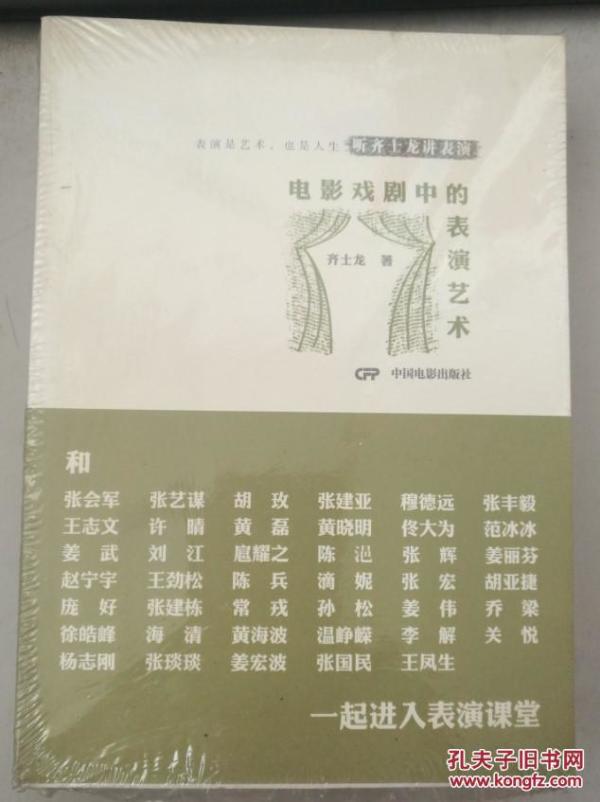 表演是艺术，也是人生 听齐士龙讲表演
电影戏剧中的表演艺术
齐士龙 著
CFP 中国电影出版社
和
张会军 张艺谋 胡玫 张建亚 穆德远 张丰毅
王志文 许晴 黄磊 黄晓明 佟大为 范冰冰
姜武 刘江 扈耀之 陈浥 张辉 姜丽芬
赵宁宇 王劲松 陈兵 滴妮 张宏 胡亚捷
庞好 张建栋 常戎 孙松 姜伟 乔梁
徐皓峰 海清 黄海波 温峥嵘 李解 关悦
杨志刚 张琰琰 姜宏波 张国民 王凤生
一起进入表演课堂
孔夫子旧书网
www.kongfz.com